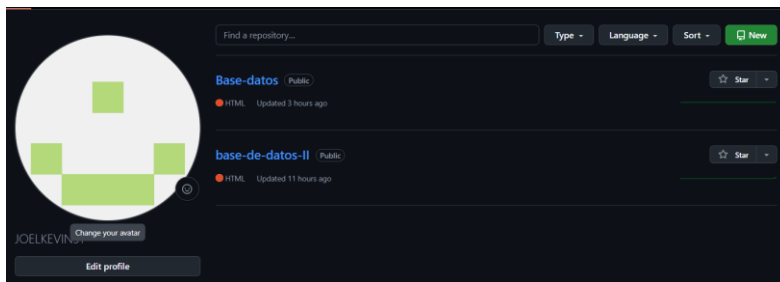 Find a repository...
Type
Language
Sort
New
Base-datos Public
Star
HTML Updated 3 hours ago
base-de-datos-II Public
Star
HTML Updated 11 hours ago
Change your avatar
Edit profile